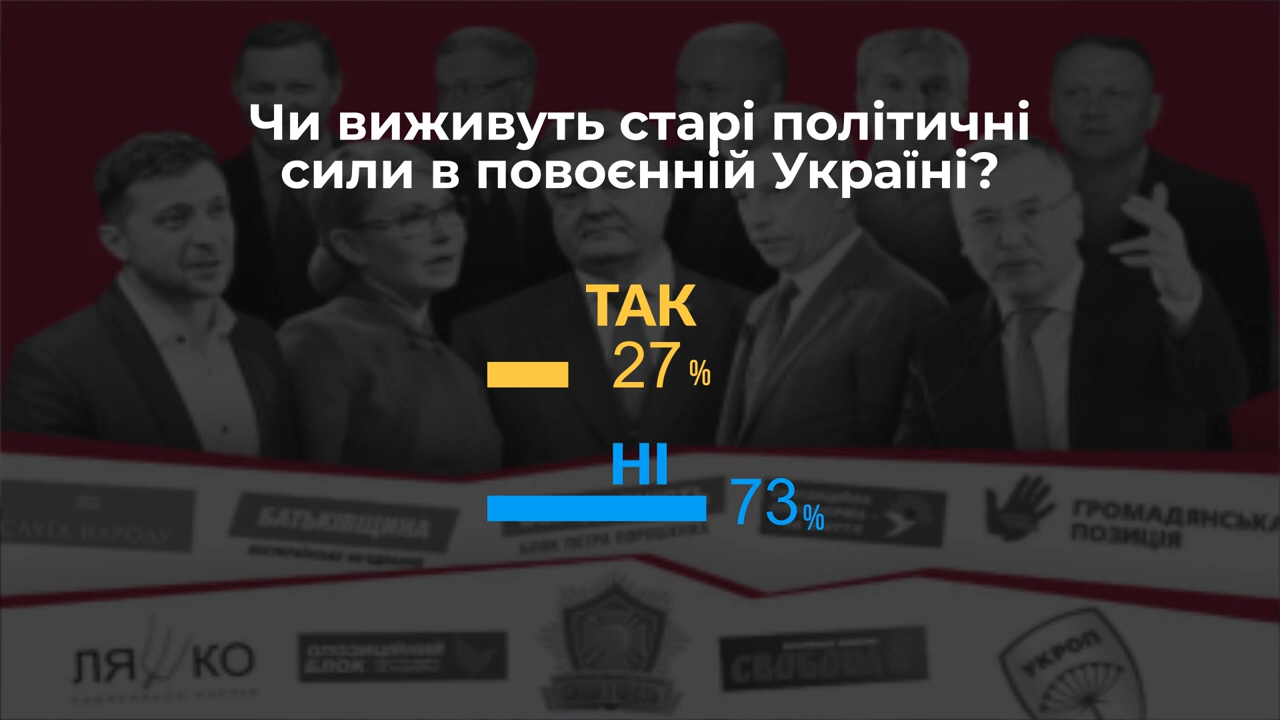 Чи виживуть старі політичні
сили в повоєнній Україні?
ТАК
27 %
НІ
73 %
СЛУГА НАРОДУ
БАТЬКІВЩИНА
БЛОК ПЕТРА ПОРОШЕНКА
ГРОМАДЯНСЬКА
ПОЗИЦІЯ
ЛЯШКО
ОПОЗИЦІЙНИЙ
БЛОК
СВОБОДА
УКРОП